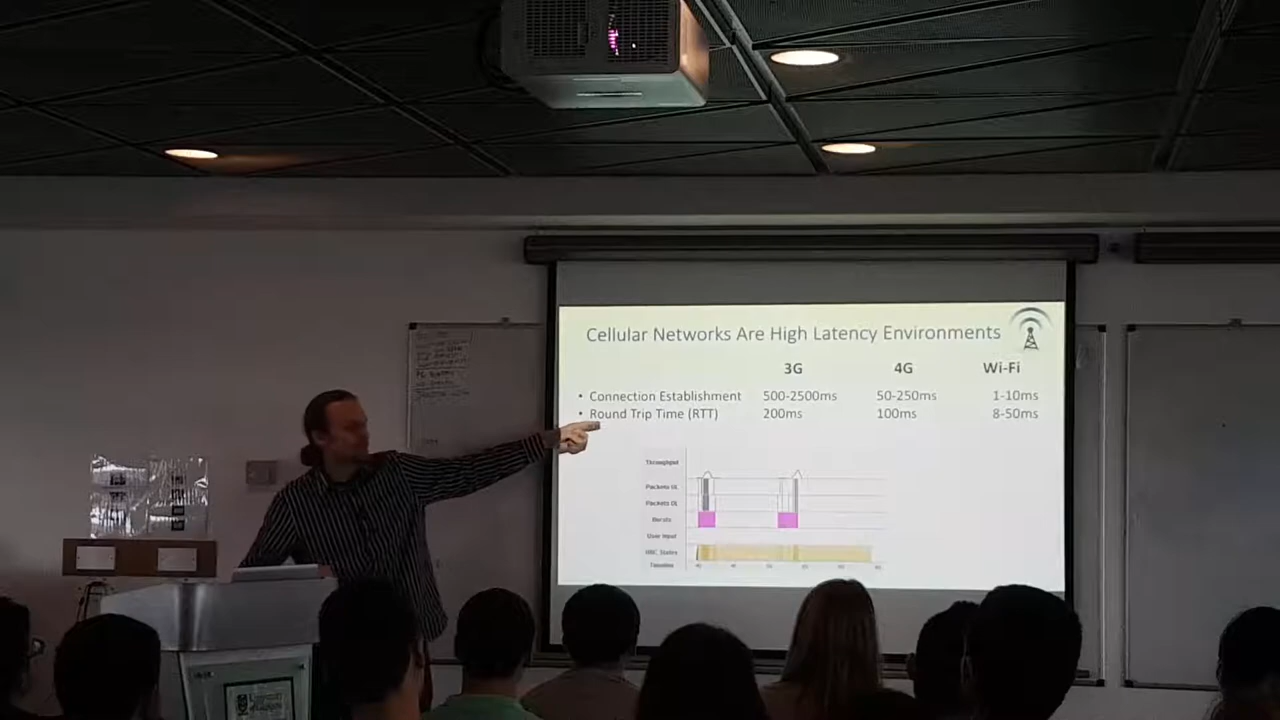 Cellular Networks Are High Latency Environments
3G 4G Wi-Fi
• Connection Establishment 500-2500ms 50-250ms 1-10ms
• Round Trip Time (RTT) 200ms 100ms 8-50ms
Throughput
Packets UL
Packets DL
Bursts
User Input
RRC States
Timeline